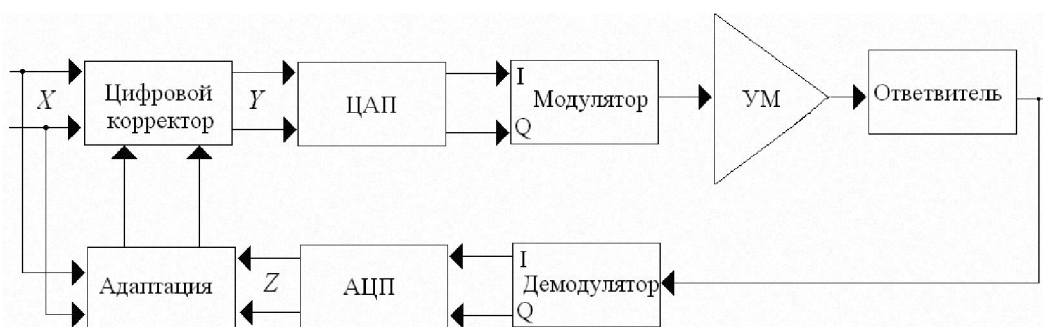 X
Цифровой
корректор
Y
ЦАП
I
Модулятор
Q
УМ
Ответвитель
Адаптация
Z
АЦП
I
Демодулятор
Q